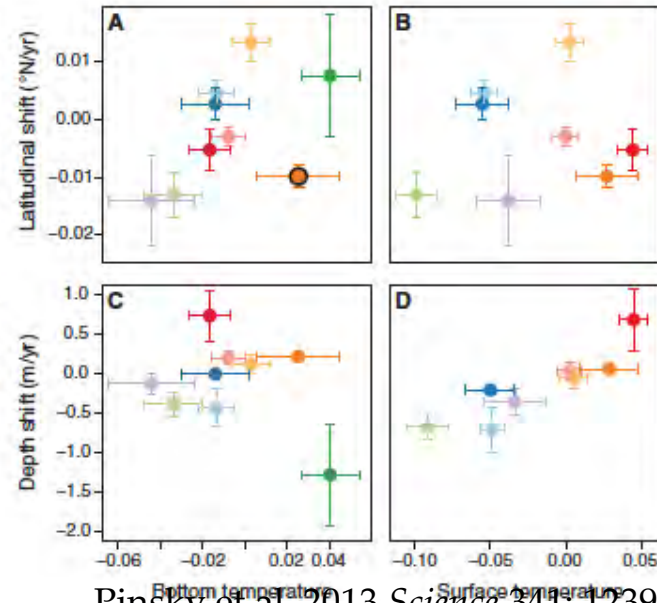 A
B
Latitudinal shift (°N/yr)
0.01
0.00
−0.01
−0.02
C
D
Depth shift (m/yr)
1.0
0.5
0.0
−0.5
−1.0
−1.5
−2.0
−0.06 −0.02 0.02 0.04
−0.10 −0.05 0.00 0.05
Bottom temperature Surface temperature
Pinsky et al. 2013 Science 341:1239